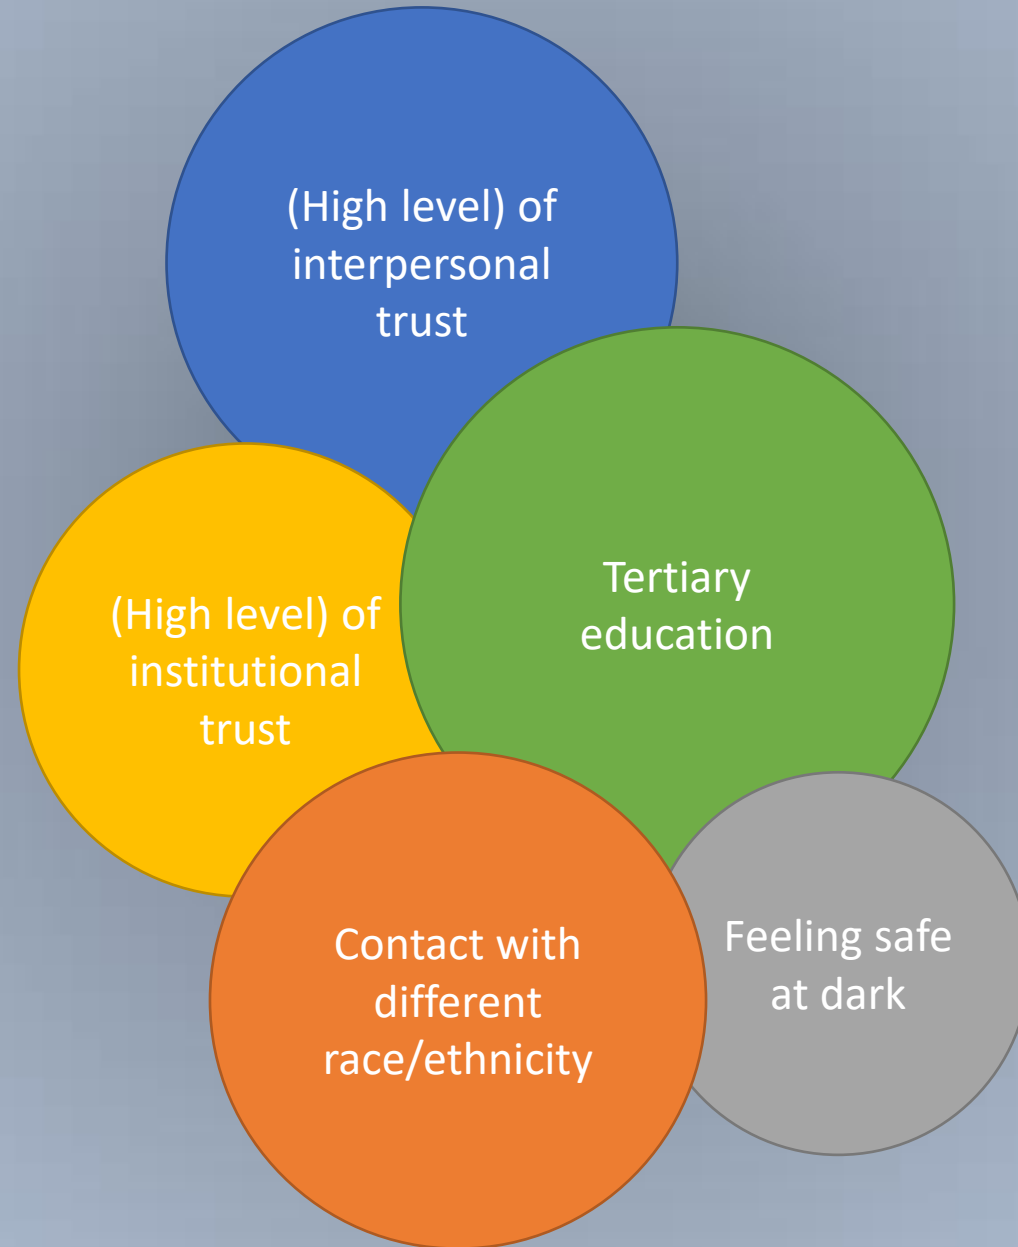 (High level) of
interpersonal
trust
Tertiary
education
(High level) of
institutional
trust
Contact with
different
race/ethnicity
Feeling safe
at dark